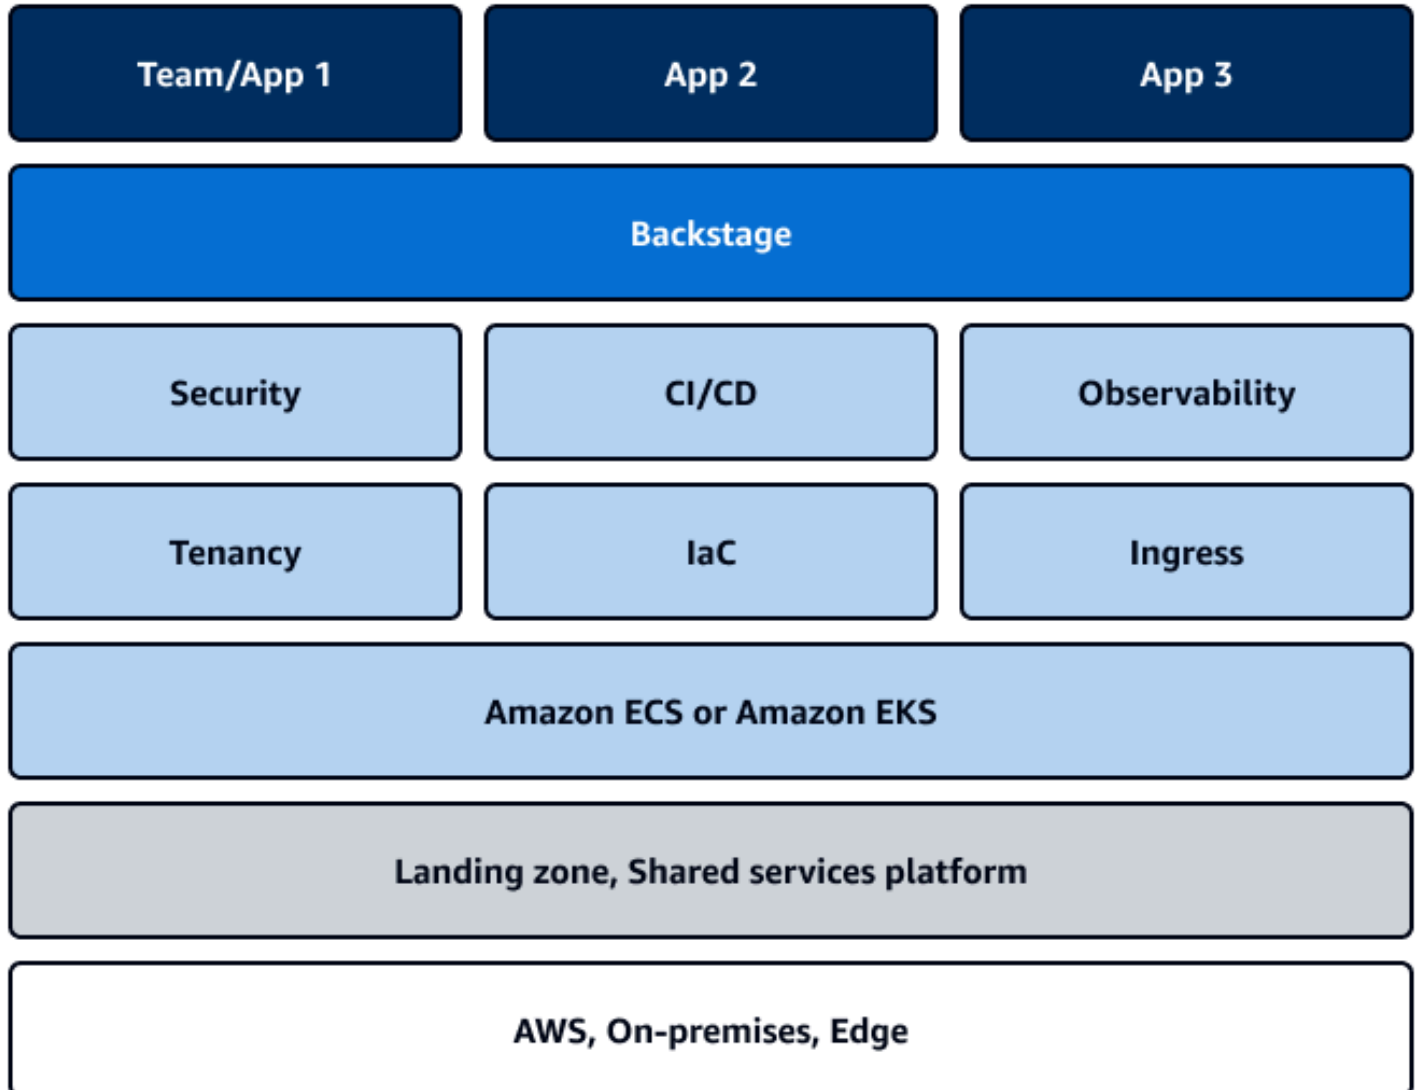 Team/App 1
App 2
App 3
Backstage
Security
CI/CD
Observability
Tenancy
IaC
Ingress
Amazon ECS or Amazon EKS
Landing zone, Shared services platform
AWS, On-premises, Edge